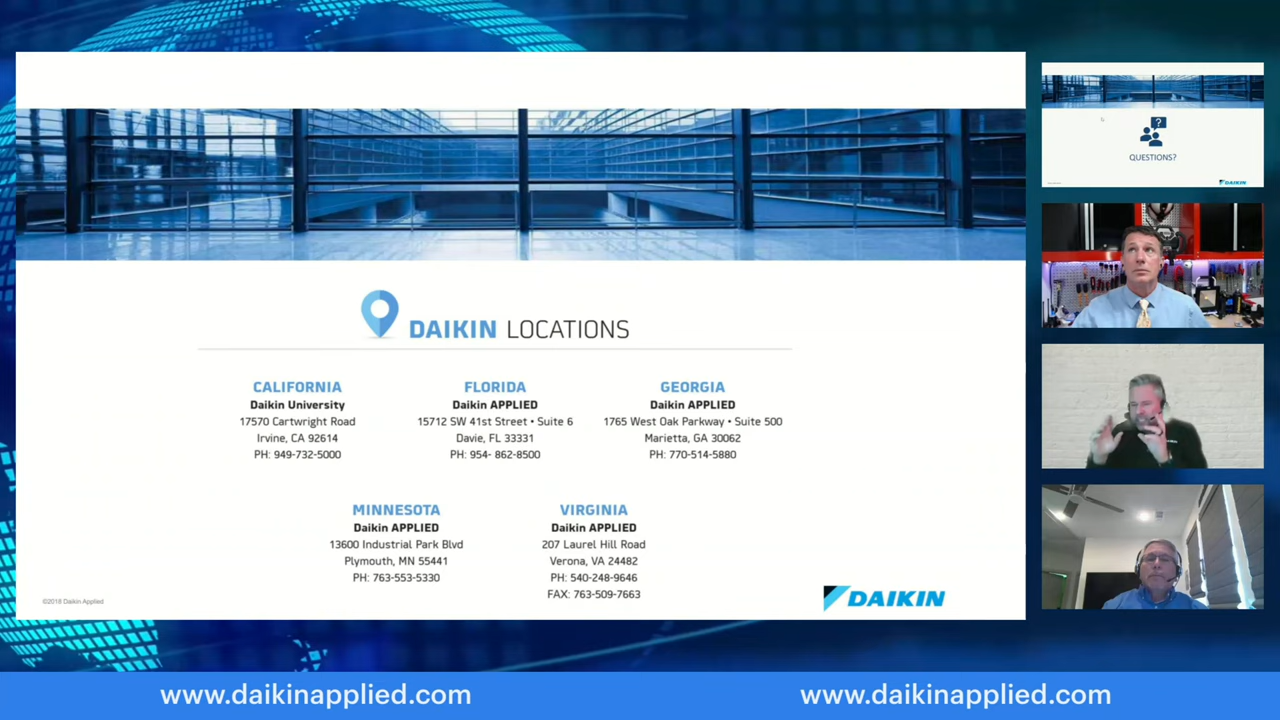 DAIKIN LOCATIONS
CALIFORNIA
Daikin University
17570 Cartwright Road
Irvine, CA 92614
PH: 949-732-5000
FLORIDA
Daikin APPLIED
15712 SW 41st Street • Suite 6
Davie, FL 33331
PH: 954- 862-8500
GEORGIA
Daikin APPLIED
1765 West Oak Parkway • Suite 500
Marietta, GA 30062
PH: 770-514-5880
MINNESOTA
Daikin APPLIED
13600 Industrial Park Blvd
Plymouth, MN 55441
PH: 763-553-5330
VIRGINIA
Daikin APPLIED
207 Laurel Hill Road
Verona, VA 24482
PH: 540-248-9646
FAX: 763-509-7663
©2018 Daikin Applied
DAIKIN
?
QUESTIONS?
DAIKIN
www.daikinapplied.com
www.daikinapplied.com